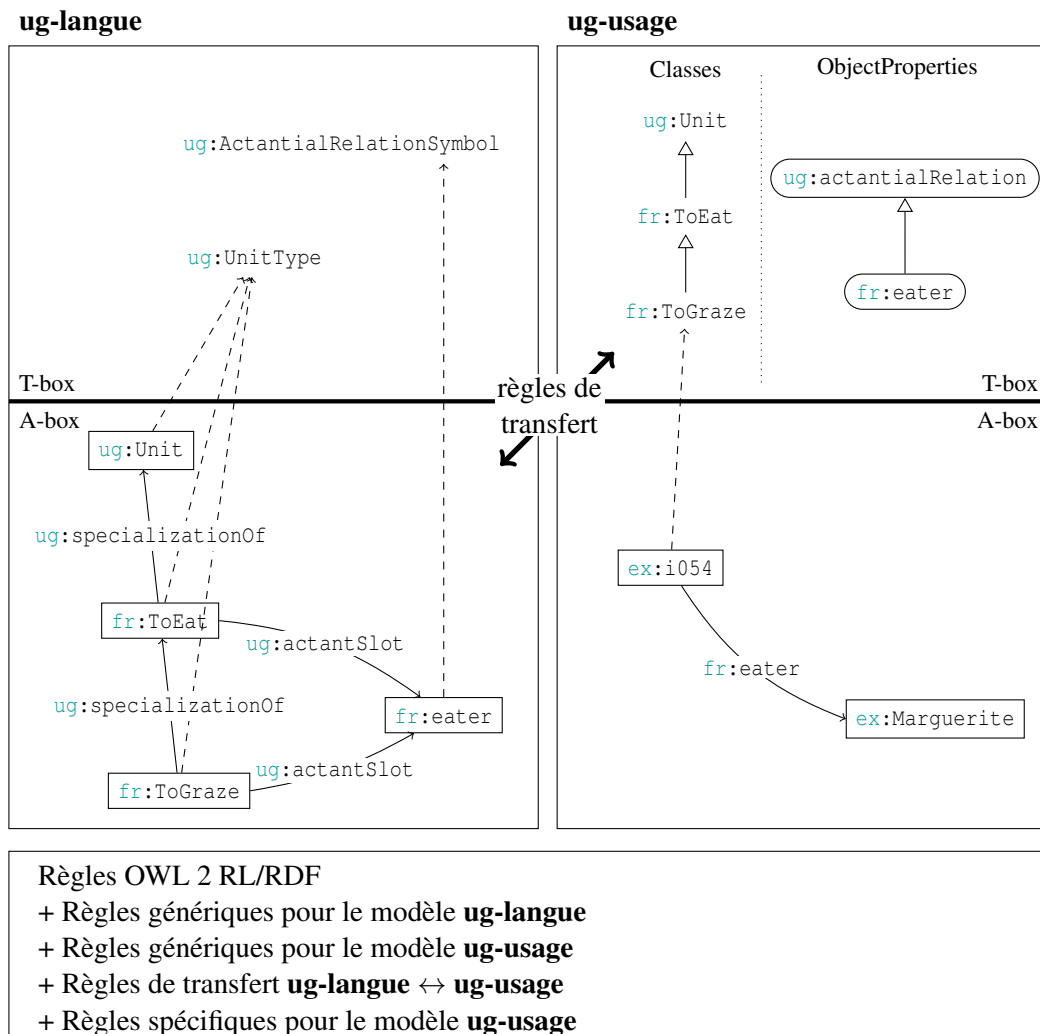 ug-langue
ug:ActantialRelationSymbol
ug:UnitType
T-box
A-box
ug:Unit
ug:specializationOf
fr:ToEat
ug:actantSlot
ug:specializationOf
fr:eater
ug:actantSlot
fr:ToGraze
règles de
transfert
ug-usage
Classes
ObjectProperties
ug:Unit
ug:actantialRelation
fr:ToEat
fr:eater
fr:ToGraze
T-box
A-box
ex:i054
fr:eater
ex:Marguerite
Règles OWL 2 RL/RDF
+ Règles génériques pour le modèle ug-langue
+ Règles génériques pour le modèle ug-usage
+ Règles de transfert ug-langue ↔ ug-usage
+ Règles spécifiques pour le modèle ug-usage